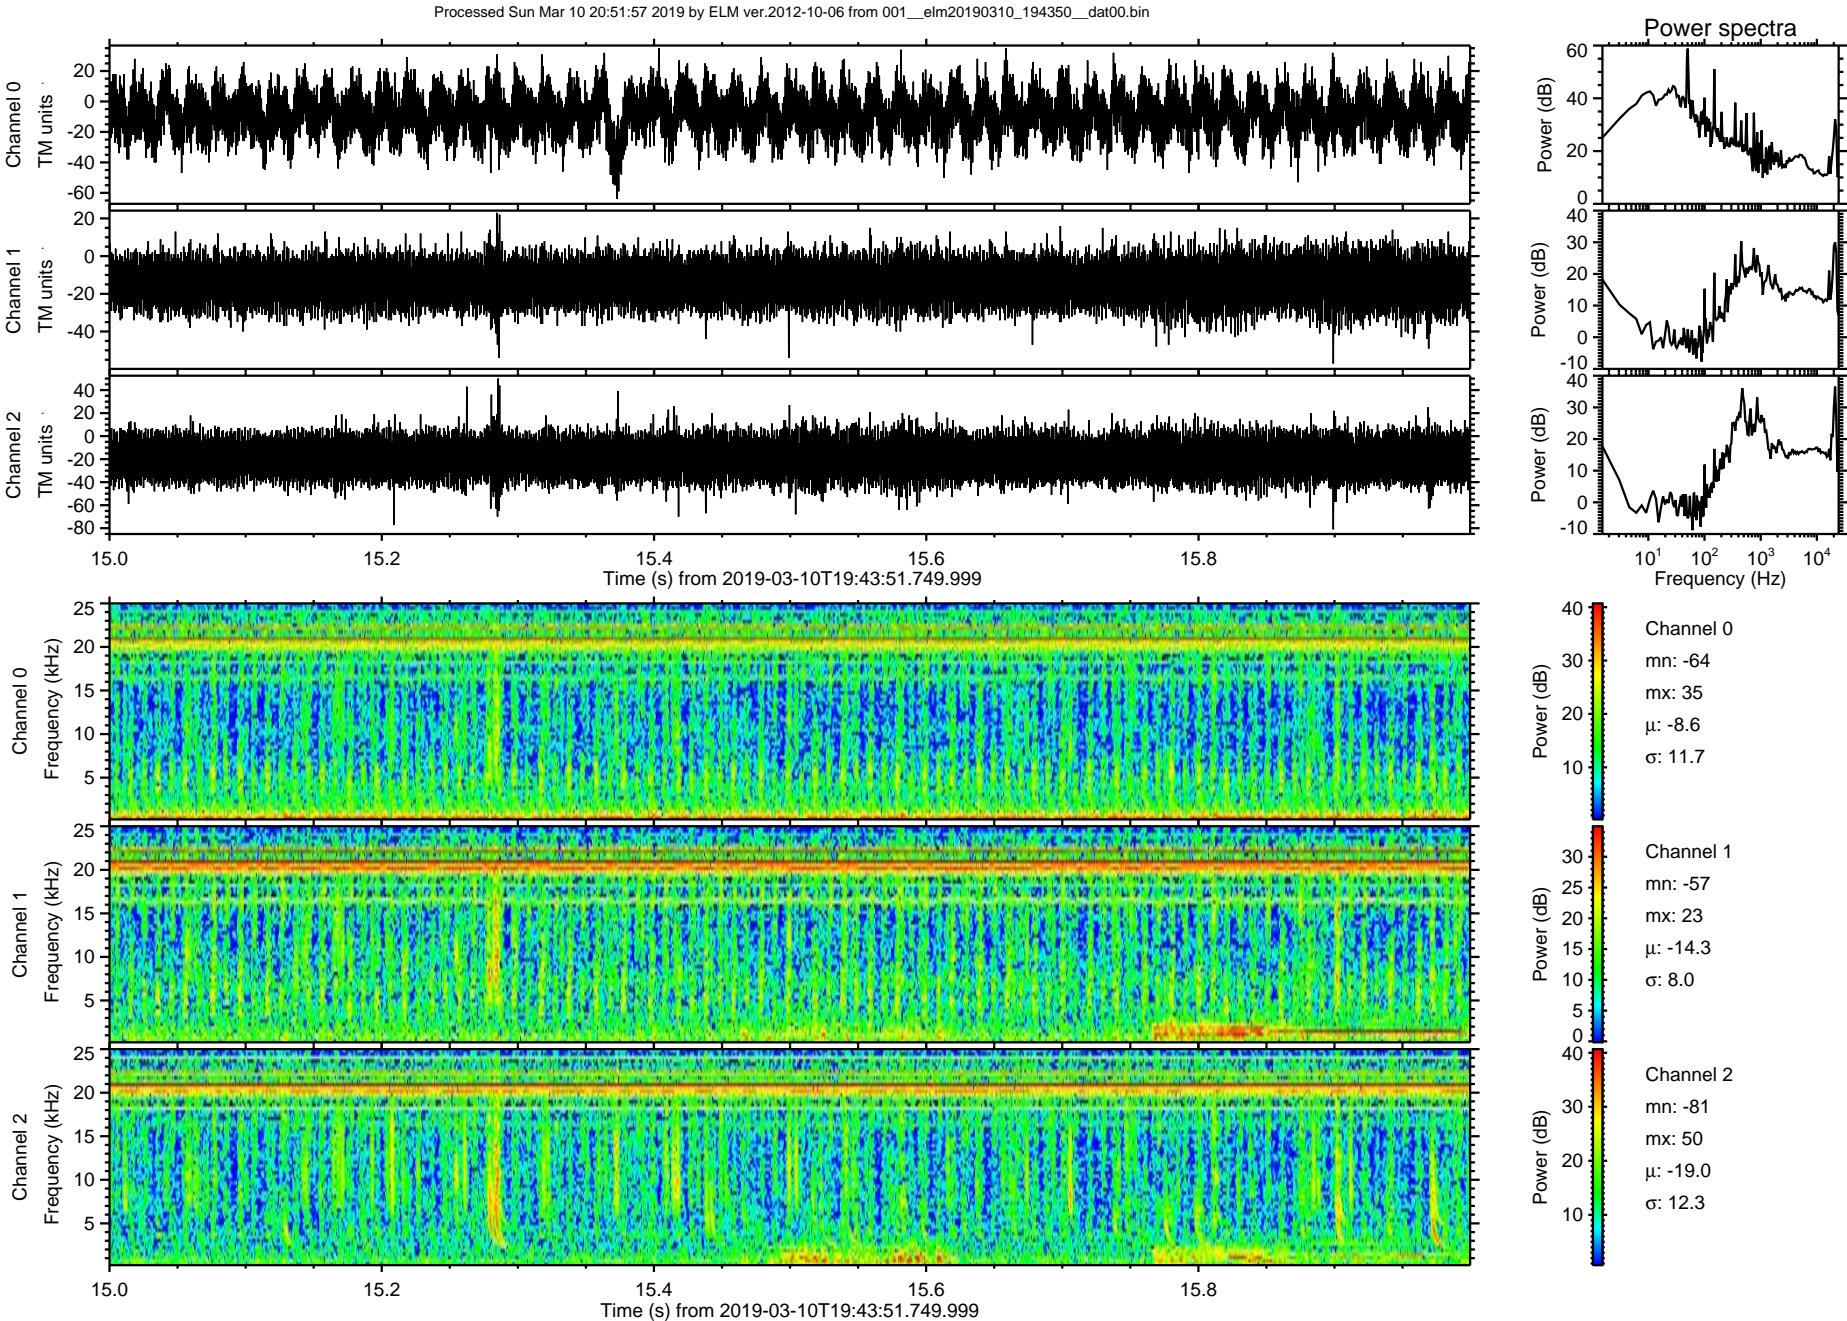 Processed Sun Mar 10 20:51:57 2019 by ELM ver.2012-10-06 from 001__elm20190310_194350__dat00.bin
Power spectra
Channel 0
TM units
20
0
-20
-40
-60
Power (dB)
60
40
20
0
Channel 1
TM units
20
0
-20
-40
Power (dB)
40
30
20
10
0
-10
Channel 2
TM units
40
20
0
-20
-40
-60
-80
Power (dB)
40
30
20
10
0
-10
15.0 15.2 15.4 15.6 15.8
Time (s) from 2019-03-10T19:43:51.749.999
10¹ 10² 10³ 10⁴
Frequency (Hz)
Channel 0
Frequency (kHz)
25
20
15
10
5
Power (dB)
40
30
20
10
Channel 0
mn: -64
mx: 35
μ: -8.6
σ: 11.7
Channel 1
Frequency (kHz)
25
20
15
10
5
Power (dB)
30
25
20
15
10
5
0
Channel 1
mn: -57
mx: 23
μ: -14.3
σ: 8.0
Channel 2
Frequency (kHz)
25
20
15
10
5
Power (dB)
40
30
20
10
Channel 2
mn: -81
mx: 50
μ: -19.0
σ: 12.3
15.0 15.2 15.4 15.6 15.8
Time (s) from 2019-03-10T19:43:51.749.999